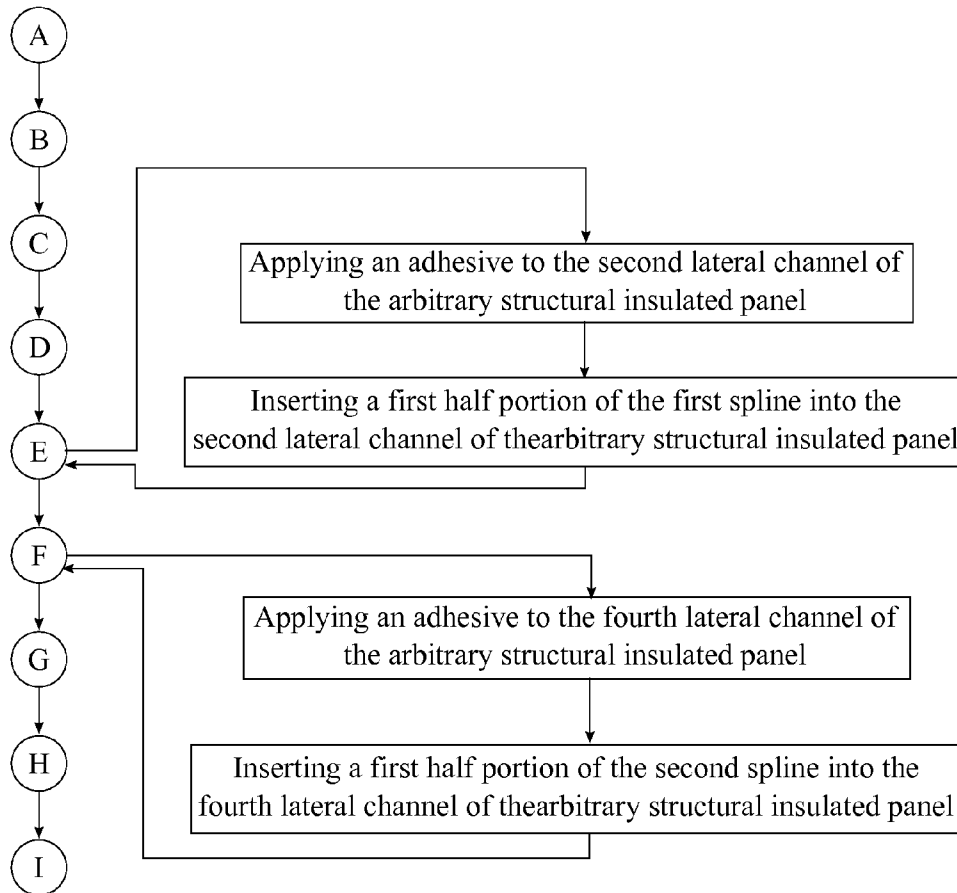 A
B
C
D
E
F
G
H
I
Applying an adhesive to the second lateral channel of
the arbitrary structural insulated panel
Inserting a first half portion of the first spline into the
second lateral channel of thearbitrary structural insulated panel
Applying an adhesive to the fourth lateral channel of
the arbitrary structural insulated panel
Inserting a first half portion of the second spline into the
fourth lateral channel of thearbitrary structural insulated panel